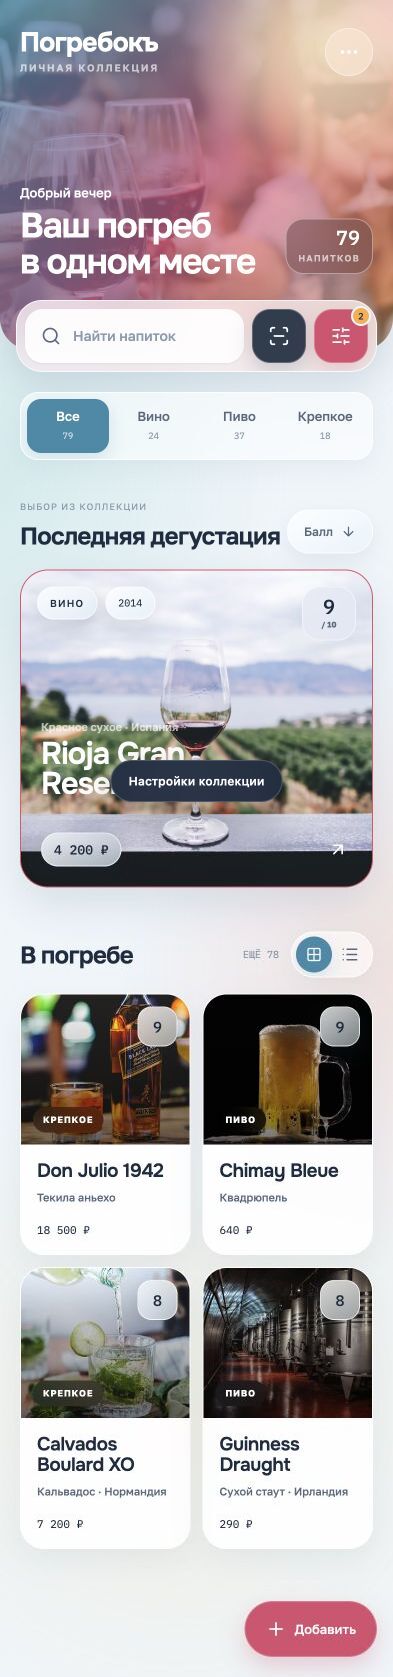 Погребокъ
ЛИЧНАЯ КОЛЛЕКЦИЯ
Добрый вечер
Ваш погреб
в одном месте
79
НАПИТКОВ
Найти напиток
2
Все
79
Вино
24
Пиво
37
Крепкое
18
ВЫБОР ИЗ КОЛЛЕКЦИИ
Последняя дегустация
Балл
ВИНО
2014
9
/ 10
Красное сухое · Испания
Rioja Gran
Настройки коллекции
4 200 ₽
В погребе
ЕЩЁ 78
9
BLACK LABEL
КРЕПКОЕ
Don Julio 1942
Текила аньехо
18 500 ₽
9
ПИВО
Chimay Bleue
Квадрюпель
640 ₽
8
КРЕПКОЕ
Calvados
Boulard XO
Кальвадос · Нормандия
7 200 ₽
8
ПИВО
Guinness
Draught
Сухой стаут · Ирландия
290 ₽
Добавить